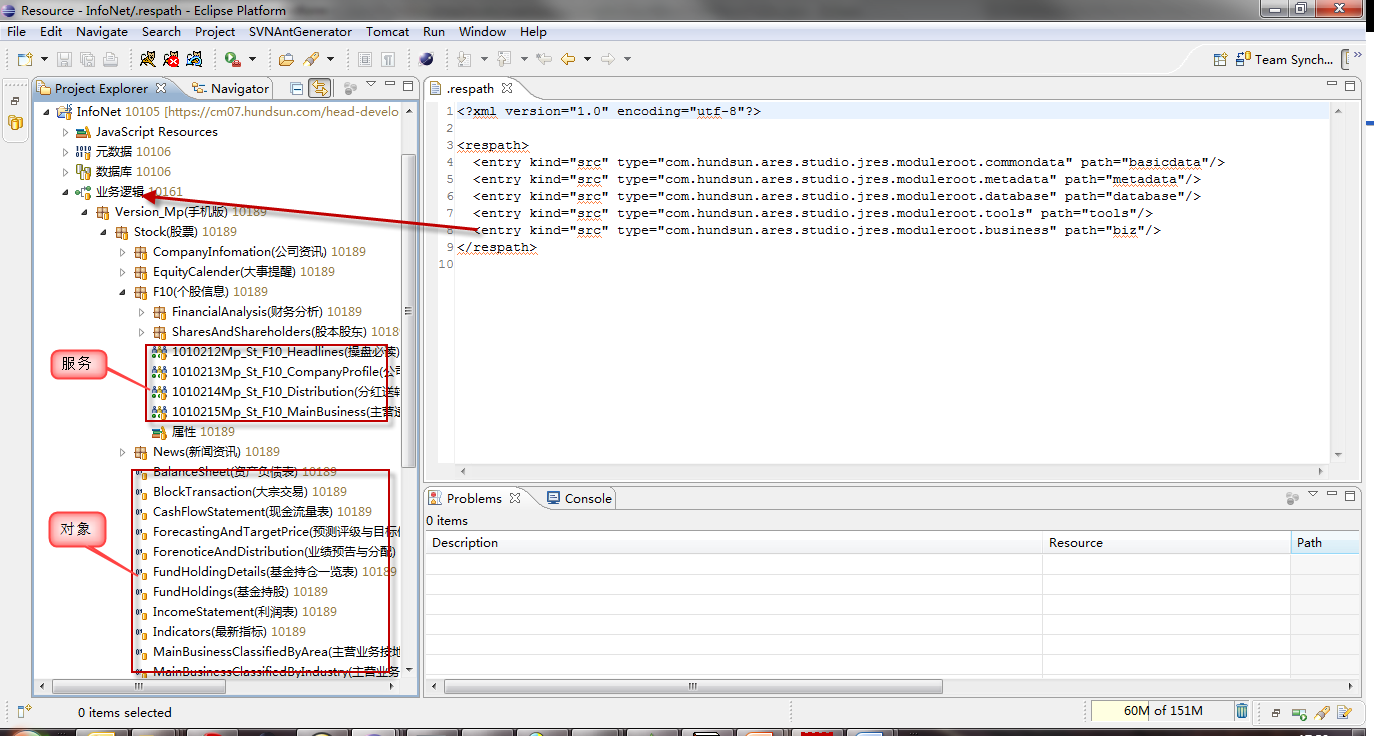 Resource - InfoNet/.respath - Eclipse Platform
File Edit Navigate Search Project SVNAntGenerator Tomcat Run Window Help
Team Synch...
Project Explorer
Navigator
InfoNet 10105 [https://cm07.hundsun.com/head-develo
JavaScript Resources
元数据 10106
数据库 10106
业务逻辑 10161
Version_Mp(手机版) 10189
Stock(股票) 10189
CompanyInfomation(公司资讯) 10189
EquityCalender(大事提醒) 10189
F10(个股信息) 10189
FinancialAnalysis(财务分析) 10189
SharesAndShareholders(股本股东) 1018
服务
1010212Mp_St_F10_Headlines(操盘必读)
1010213Mp_St_F10_CompanyProfile(公司
1010214Mp_St_F10_Distribution(分红送转
1010215Mp_St_F10_MainBusiness(主营
属性 10189
News(新闻资讯) 10189
对象
BalanceSheet(资产负债表) 10189
BlockTransaction(大宗交易) 10189
CashFlowStatement(现金流量表) 10189
ForecastingAndTargetPrice(预测评级与目标
ForenoticeAndDistribution(业绩预告与分配)
FundHoldingDetails(基金持仓一览表) 10189
FundHoldings(基金持股) 10189
IncomeStatement(利润表) 10189
Indicators(最新指标) 10189
MainBusinessClassifiedByArea(主营业务按地
MainBusinessClassifiedByIndustry(主营业务
.respath
1 <?xml version="1.0" encoding="utf-8"?>
2
3 <respath>
4 <entry kind="src" type="com.hundsun.ares.studio.jres.moduleroot.commondata" path="basicdata"/>
5 <entry kind="src" type="com.hundsun.ares.studio.jres.moduleroot.metadata" path="metadata"/>
6 <entry kind="src" type="com.hundsun.ares.studio.jres.moduleroot.database" path="database"/>
7 <entry kind="src" type="com.hundsun.ares.studio.jres.moduleroot.tools" path="tools"/>
8 <entry kind="src" type="com.hundsun.ares.studio.jres.moduleroot.business" path="biz"/>
9 </respath>
10
Problems
Console
0 items
Description Resource Path
0 items selected
60M of 151M